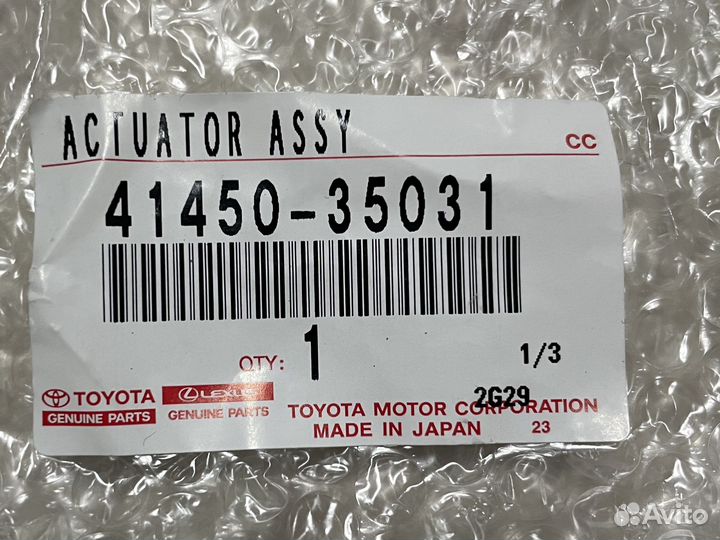 ACTUATOR ASSY
CC
41450-35031
QTY: 1
1/3
TOYOTA
GENUINE PARTS
LEXUS
GENUINE PARTS
2G29
TOYOTA MOTOR CORPORATION
MADE IN JAPAN 23
Avito